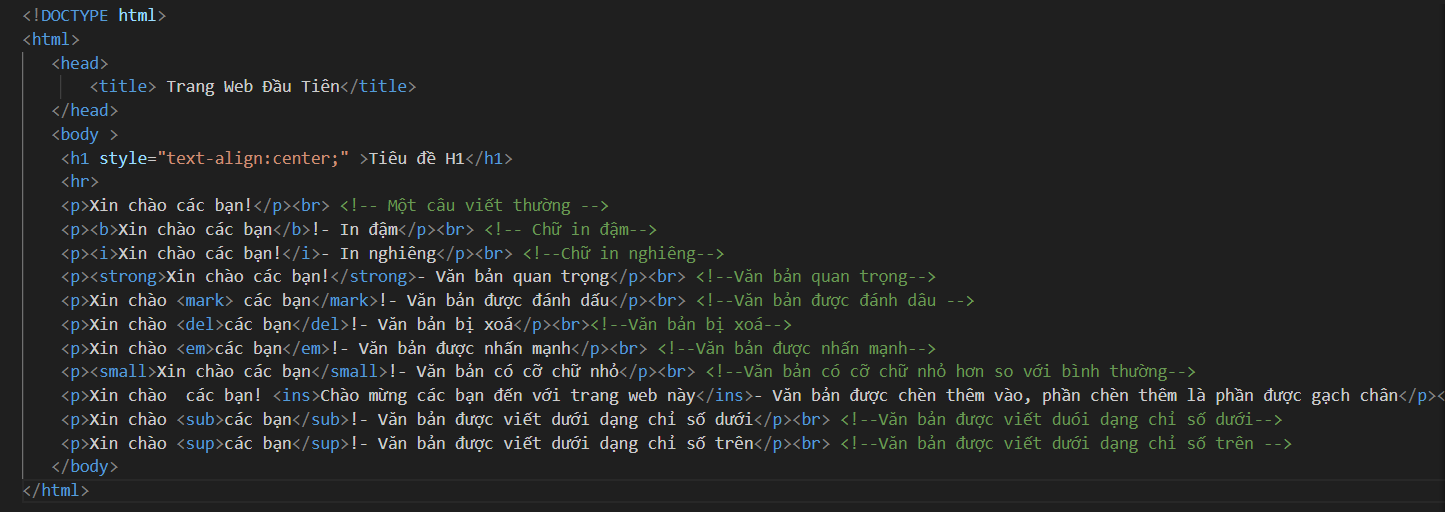 <!DOCTYPE html>
<html>
<head>
<title> Trang Web Đầu Tiên</title>
</head>
<body >
<h1 style="text-align:center;" >Tiêu đề H1</h1>
<hr>
<p>Xin chào các bạn!</p><br> <!-- Một câu viết thường -->
<p><b>Xin chào các bạn</b>!- In đậm</p><br> <!-- Chữ in đậm-->
<p><i>Xin chào các bạn!</i>- In nghiêng</p><br> <!--Chữ in nghiêng-->
<p><strong>Xin chào các bạn!</strong>- Văn bản quan trọng</p><br> <!--Văn bản quan trọng-->
<p>Xin chào <mark> các bạn</mark>!- Văn bản được đánh dấu</p><br> <!--Văn bản được đánh dâu -->
<p>Xin chào <del>các bạn</del>!- Văn bản bị xoá</p><br><!--Văn bản bị xoá-->
<p>Xin chào <em>các bạn</em>!- Văn bản được nhấn mạnh</p><br> <!--Văn bản được nhấn mạnh-->
<p><small>Xin chào các bạn</small>!- Văn bản có cỡ chữ nhỏ</p><br> <!--Văn bản có cỡ chữ nhỏ hơn so với bình thường-->
<p>Xin chào  các bạn! <ins>Chào mừng các bạn đến với trang web này</ins>- Văn bản được chèn thêm vào, phần chèn thêm là phần được gạch chân</p><
<p>Xin chào <sub>các bạn</sub>!- Văn bản được viết dưới dạng chỉ số dưới</p><br> <!--Văn bản được viết duói dạng chỉ số dưới-->
<p>Xin chào <sup>các bạn</sup>!- Văn bản được viết dưới dạng chỉ số trên</p><br> <!--Văn bản được viết dưới dạng chỉ số trên -->
</body>
</html>